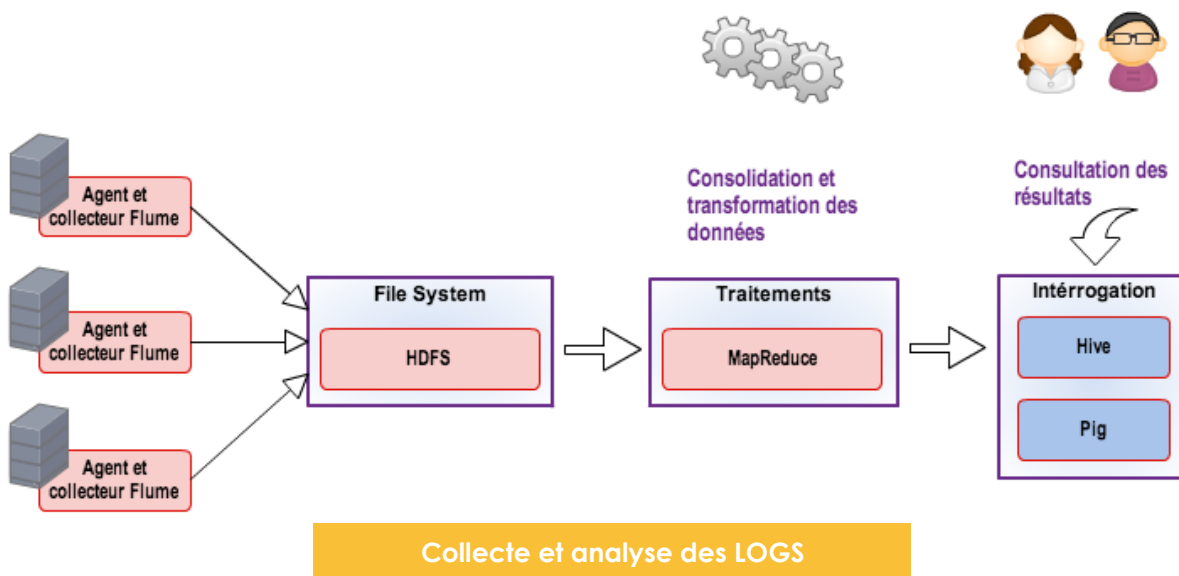 Consolidation et
transformation des
données
Consultation des
résultats
Agent et
collecteur Flume
Agent et
collecteur Flume
Agent et
collecteur Flume
File System
HDFS
Traitements
MapReduce
Intérrogation
Hive
Pig
Collecte et analyse des LOGS